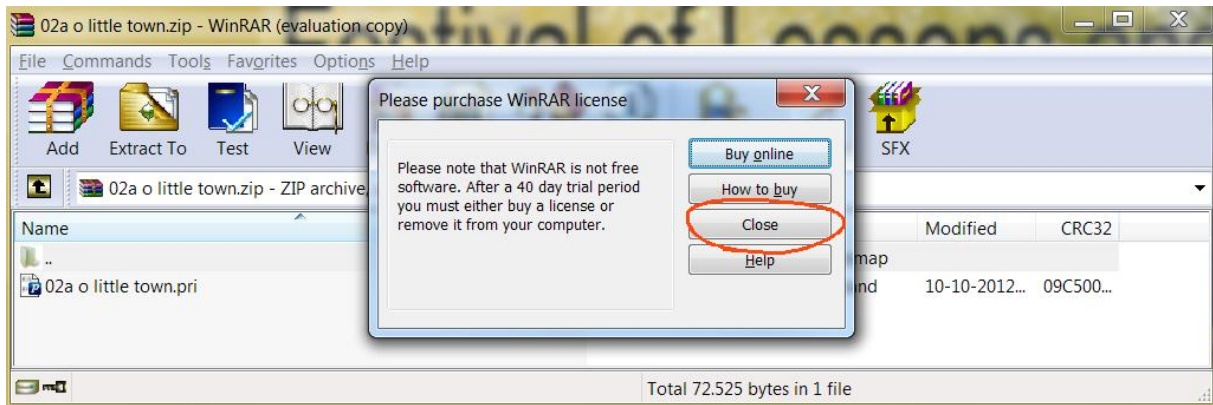 02a o little town.zip - WinRAR (evaluation copy)
File Commands Tools Favorites Options Help
Add Extract To Test View SFX
02a o little town.zip - ZIP archive,
Please purchase WinRAR license
Please note that WinRAR is not free
software. After a 40 day trial period
you must either buy a license or
remove it from your computer.
Buy online
How to buy
Close
Help
Name Modified CRC32
..
map
02a o little town.pri 10-10-2012... 09C500...
Total 72.525 bytes in 1 file